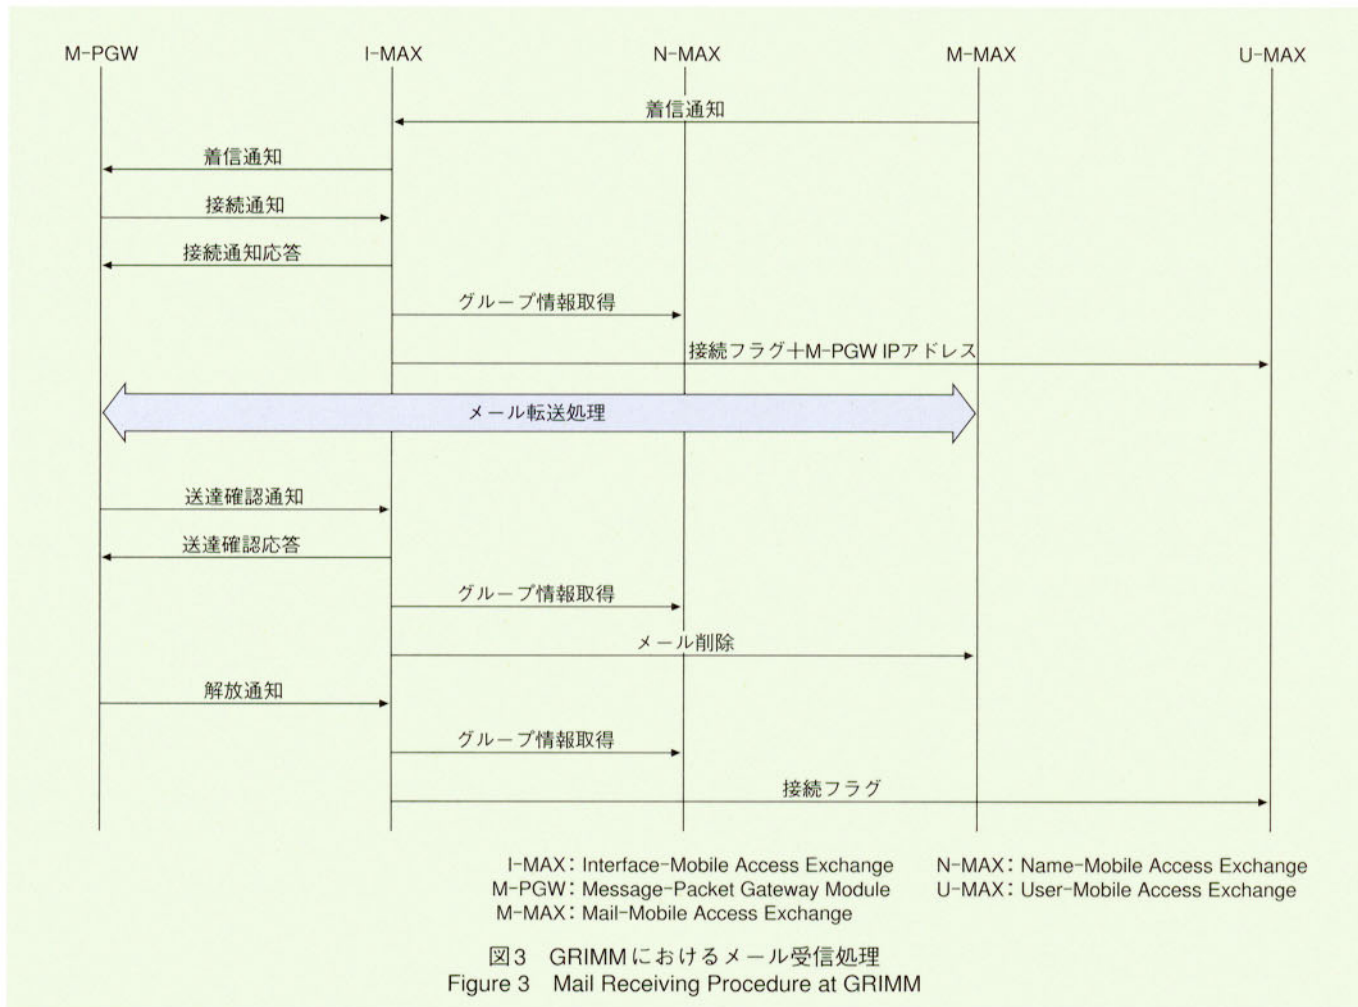 M-PGW I-MAX N-MAX M-MAX U-MAX
着信通知
着信通知
接続通知
接続通知応答
グループ情報取得
接続フラグ+M-PGW IPアドレス
メール転送処理
送達確認通知
送達確認応答
グループ情報取得
メール削除
解放通知
グループ情報取得
接続フラグ
I-MAX:Interface-Mobile Access Exchange N-MAX:Name-Mobile Access Exchange
M-PGW:Message-Packet Gateway Module U-MAX:User-Mobile Access Exchange
M-MAX:Mail-Mobile Access Exchange
図3 GRIMMにおけるメール受信処理
Figure 3 Mail Receiving Procedure at GRIMM